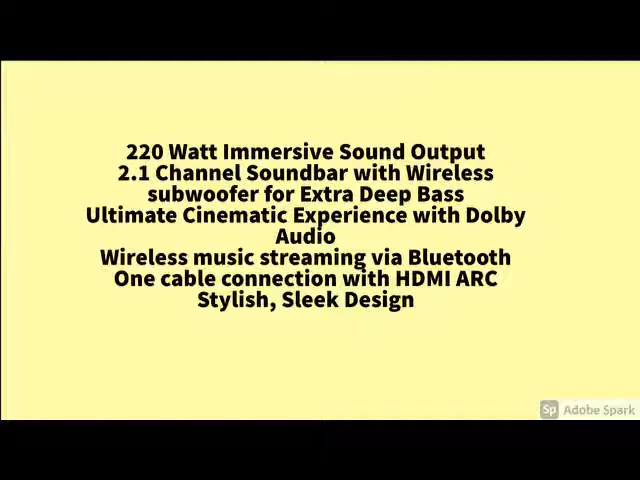 220 Watt Immersive Sound Output
2.1 Channel Soundbar with Wireless
subwoofer for Extra Deep Bass
Ultimate Cinematic Experience with Dolby
Audio
Wireless music streaming via Bluetooth
One cable connection with HDMI ARC
Stylish, Sleek Design
Sp Adobe Spark